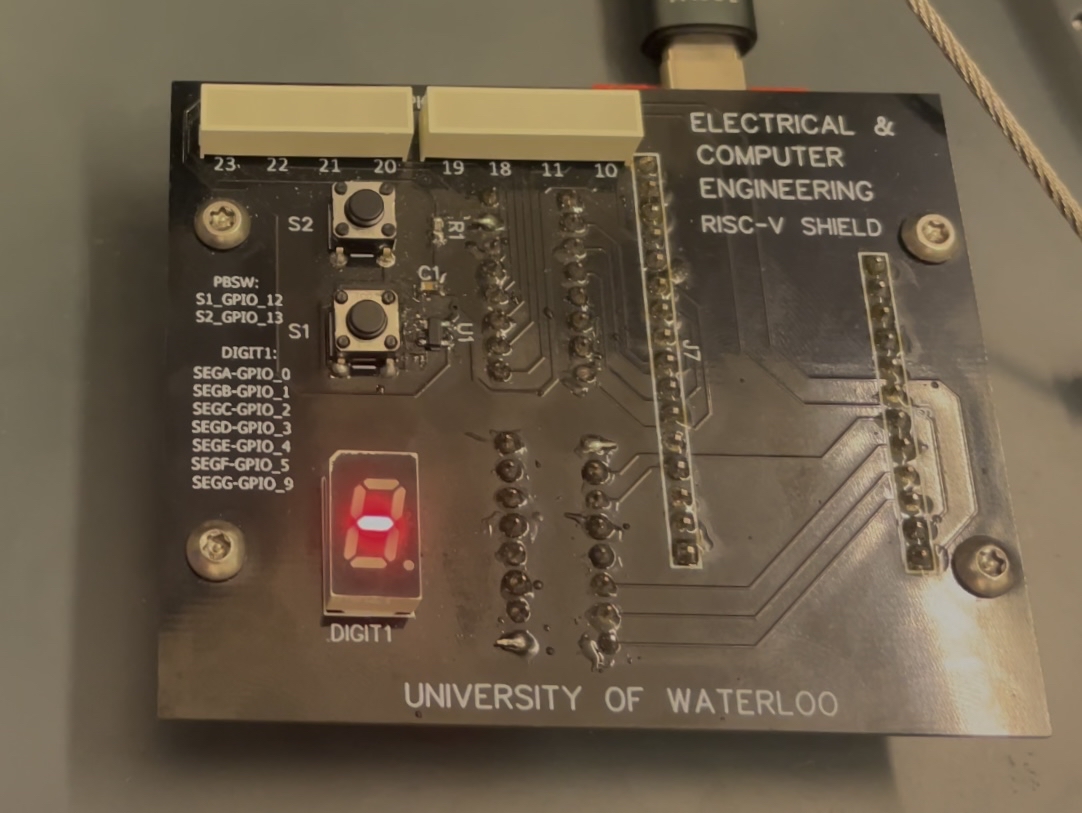 ELECTRICAL &
COMPUTER
ENGINEERING
RISC-V SHIELD
23 22 21 20 19 18 11 10
S2
R1
PBSW:
S1_GPIO_12
S2_GPIO_13
C1
S1
U1
J7
DIGIT1:
SEGA-GPIO_0
SEGB-GPIO_1
SEGC-GPIO_2
SEGD-GPIO_3
SEGE-GPIO_4
SEGF-GPIO_5
SEGG-GPIO_9
DIGIT1
UNIVERSITY OF WATERLOO